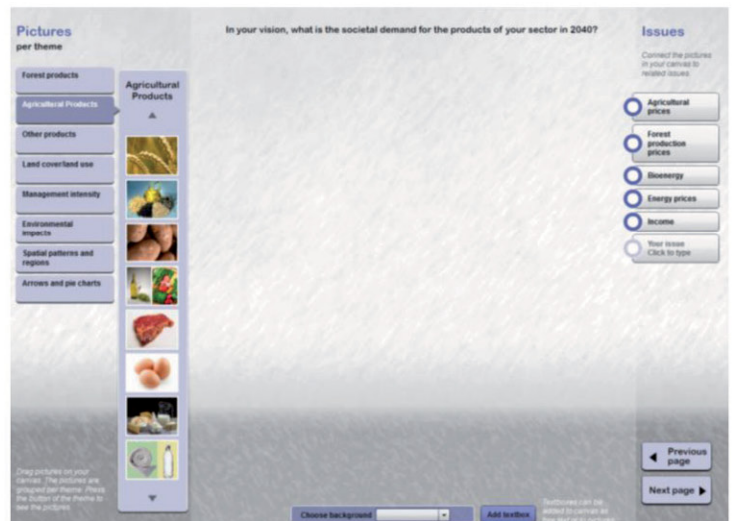 Pictures
per theme
Forest products
Agricultural Products
Other products
Land cover/land use
Management intensity
Environmental
impacts
Spatial patterns and
regions
Arrows and pie charts
Drag pictures on your
canvas. The pictures are
grouped per theme. Press
the button of the theme to
see the pictures
Agricultural
Products
In your vision, what is the societal demand for the products of your sector in 2040?
Choose background
Add textbox
Textboxes can be
added to canvas as
Issues
Connect the pictures
in your canvas to
related issues
Agricultural
prices
Forest
production
prices
Bioenergy
Energy prices
Income
Your issue
Click to type
Previous
page
Next page